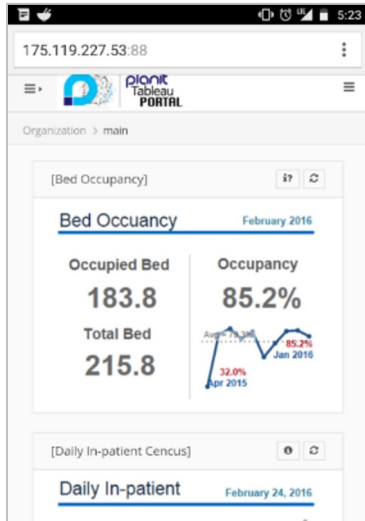 5:23
175.119.227.53:88
planit
Tableau
PORTAL
Organization > main
[Bed Occupancy]
i?
Bed Occuancy
February 2016
Occupied Bed
183.8
Total Bed
215.8
Occupancy
85.2%
85.2%
Jan 2016
32.0%
Apr 2015
[Daily In-patient Cencus]
Daily In-patient
February 24, 2016